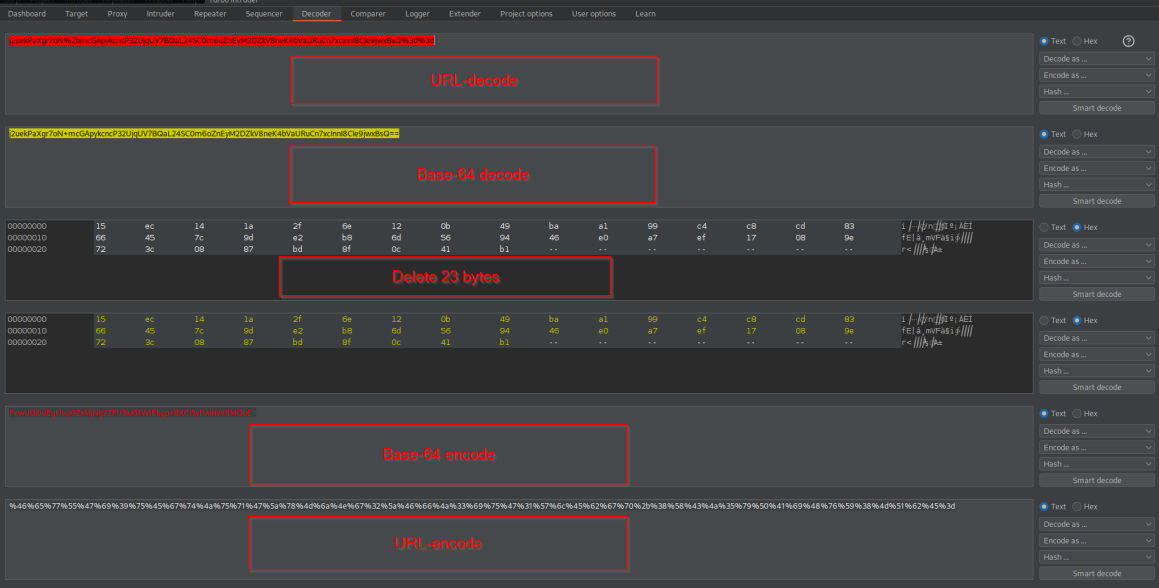 Turbo Intruder
Dashboard Target Proxy Intruder Repeater Sequencer Decoder Comparer Logger Extender Project options User options Learn
j2uekPaXgr7oN%2bmcGApykcncP32UjqUV7BQaL24SC0m6oZnEyM2DZkV8neK4bVaURuCn7xcInnI8CIe9jwxBsQ%3d%3d
URL-decode
Text Hex ?
Decode as ...
Encode as ...
Hash ...
Smart decode
j2uekPaXgr7oN+mcGApykcncP32UjqUV7BQaL24SC0m6oZnEyM2DZkV8neK4bVaURuCn7xcInnI8CIe9jwxBsQ==
Base-64 decode
Text Hex
Decode as ...
Encode as ...
Hash ...
Smart decode
00000000 15 ec 14 1a 2f 6e 12 0b 49 ba a1 99 c4 c8 cd 83
00000010 66 45 7c 9d e2 b8 6d 56 94 46 e0 a7 ef 17 08 9e
00000020 72 3c 08 87 bd 8f 0c 41 b1 -- -- -- -- -- -- --
Delete 23 bytes
Text Hex
Decode as ...
Encode as ...
Hash ...
Smart decode
00000000 15 ec 14 1a 2f 6e 12 0b 49 ba a1 99 c4 c8 cd 83
00000010 66 45 7c 9d e2 b8 6d 56 94 46 e0 a7 ef 17 08 9e
00000020 72 3c 08 87 bd 8f 0c 41 b1 -- -- -- -- -- -- --
Text Hex
Decode as ...
Encode as ...
Hash ...
Smart decode
Base-64 encode
Text Hex
Decode as ...
Encode as ...
Hash ...
Smart decode
%46%65%77%55%47%69%39%75%45%67%74%4a%75%71%47%5a%78%4d%6a%4e%67%32%5a%46%66%4a%33%69%75%47%31%57%6c%45%62%67%70%2b%38%58%43%4a%35%79%50%41%69%48%76%59%38%4d%51%62%45%3d
URL-encode
Text Hex
Decode as ...
Encode as ...
Hash ...
Smart decode